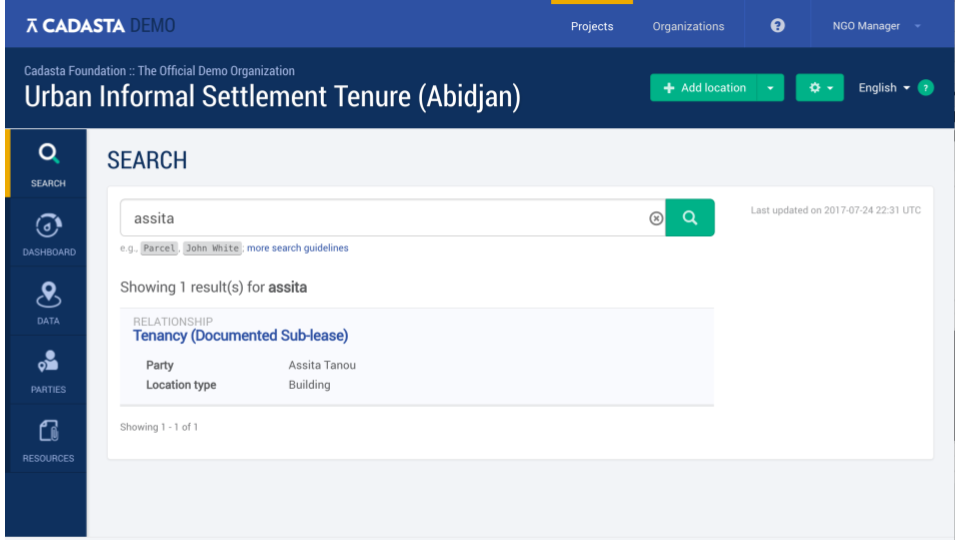 CADASTA DEMO
Projects
Organizations
?
NGO Manager
Cadasta Foundation :: The Official Demo Organization
Urban Informal Settlement Tenure (Abidjan)
Add location
English
?
SEARCH
DASHBOARD
DATA
PARTIES
RESOURCES
SEARCH
assita
Last updated on 2017-07-24 22:31 UTC
e.g., Parcel, John White; more search guidelines
Showing 1 result(s) for assita
RELATIONSHIP
Tenancy (Documented Sub-lease)
Party Assita Tanou
Location type Building
Showing 1 - 1 of 1